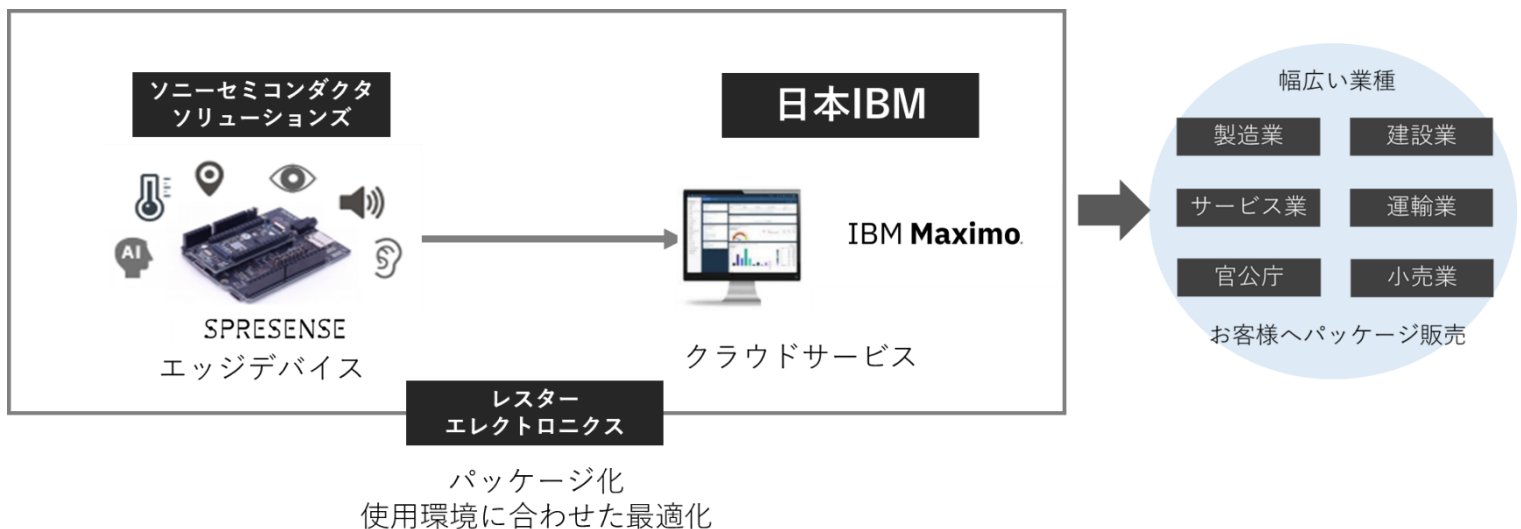 ソニーセミコンダクタ
ソリューションズ
日本IBM
AI
SPRESENSE
エッジデバイス
IBM Maximo
クラウドサービス
レスター
エレクトロニクス
パッケージ化
使用環境に合わせた最適化
幅広い業種
製造業
建設業
サービス業
運輸業
官公庁
小売業
お客様へパッケージ販売